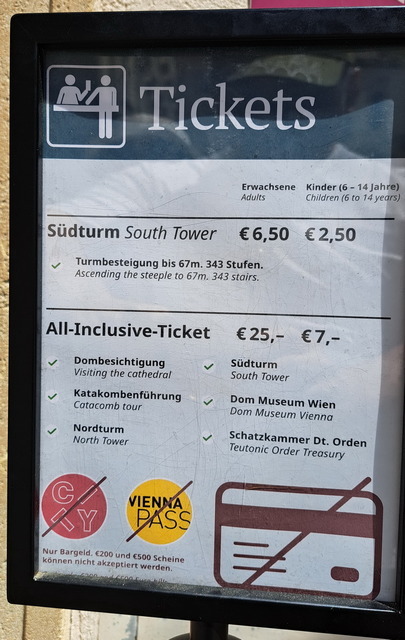 Tickets
Erwachsene Kinder (6 – 14 Jahre)
Adults Children (6 to 14 years)
Südturm South Tower €6,50 €2,50
Turmbesteigung bis 67m. 343 Stufen.
Ascending the steeple to 67m. 343 stairs.
All-Inclusive-Ticket €25,– €7,–
Dombesichtigung
Visiting the cathedral
Katakombenführung
Catacomb tour
Nordturm
North Tower
Südturm
South Tower
Dom Museum Wien
Dom Museum Vienna
Schatzkammer Dt. Orden
Teutonic Order Treasury
VIENNA
PASS
Nur Bargeld, €200 und €500 Scheine
können nicht akzeptiert werden.